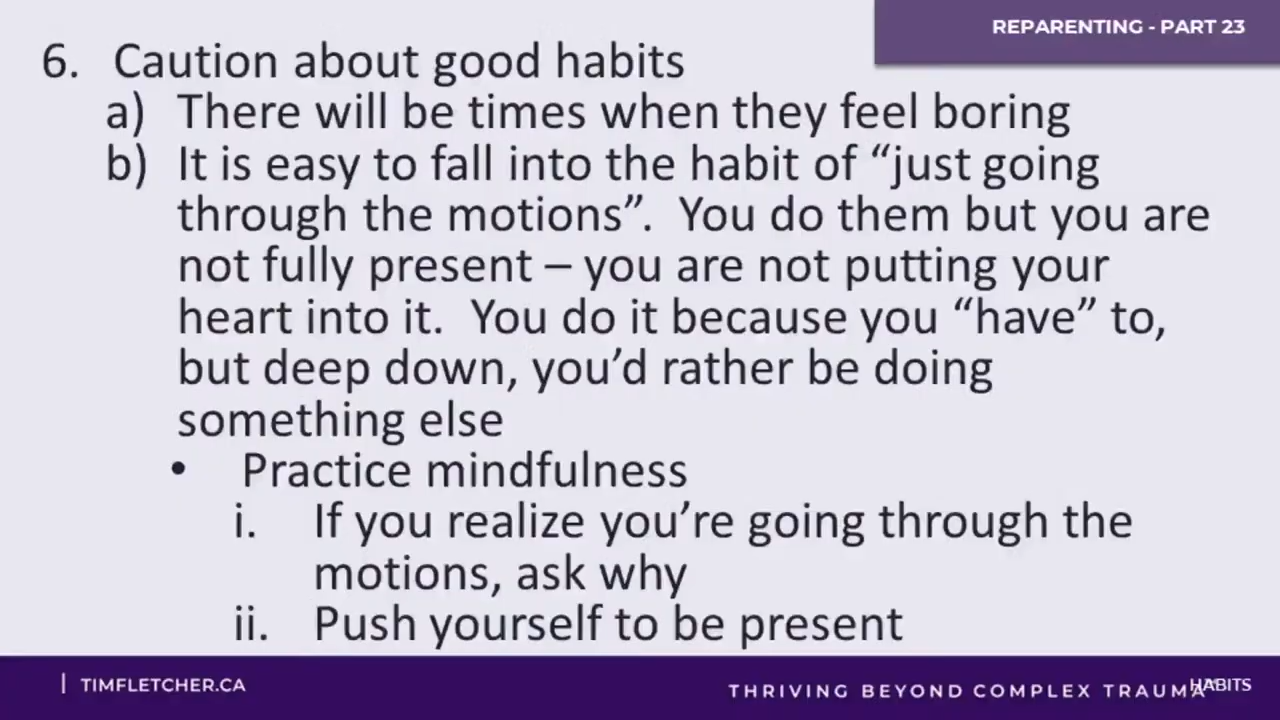 REPARENTING - PART 23
6. Caution about good habits
a) There will be times when they feel boring
b) It is easy to fall into the habit of “just going
through the motions”. You do them but you are
not fully present – you are not putting your
heart into it. You do it because you “have” to,
but deep down, you’d rather be doing
something else
• Practice mindfulness
i. If you realize you’re going through the
motions, ask why
ii. Push yourself to be present
| TIMFLETCHER.CA
THRIVING BEYOND COMPLEX TRAUMA
HABITS